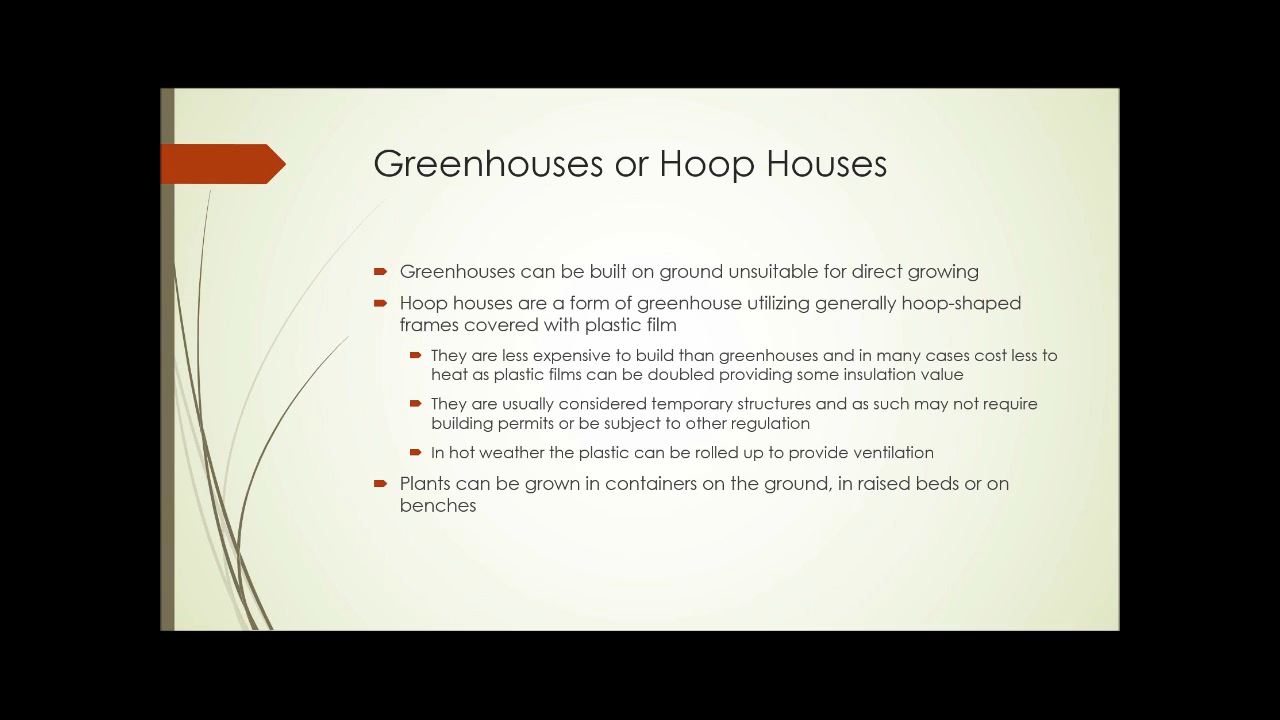 Greenhouses or Hoop Houses
Greenhouses can be built on ground unsuitable for direct growing
Hoop houses are a form of greenhouse utilizing generally hoop-shaped
frames covered with plastic film
They are less expensive to build than greenhouses and in many cases cost less to
heat as plastic films can be doubled providing some insulation value
They are usually considered temporary structures and as such may not require
building permits or be subject to other regulation
In hot weather the plastic can be rolled up to provide ventilation
Plants can be grown in containers on the ground, in raised beds or on
benches